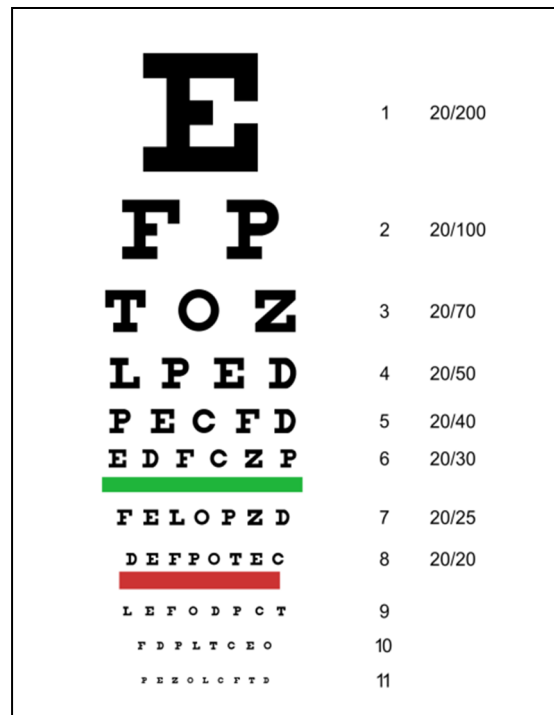 E 1 20/200
F P 2 20/100
T O Z 3 20/70
L P E D 4 20/50
P E C F D 5 20/40
E D F C Z P 6 20/30
F E L O P Z D 7 20/25
D E F P O T E C 8 20/20
L E F O D P C T 9
F D P L T C E O 10
P E Z O L C F T D 11